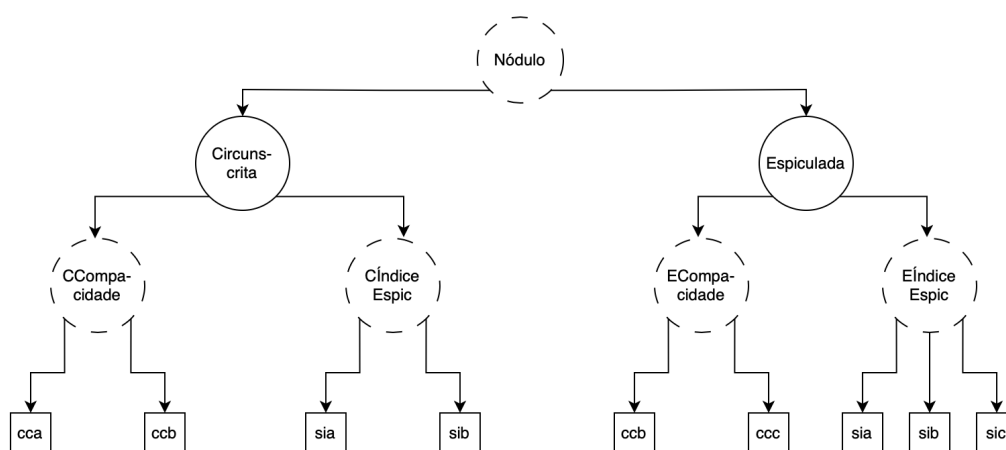 Nódulo
Circuns-
crita
Espiculada
CCompa-
cidade
CÍndice
Espic
ECompa-
cidade
EÍndice
Espic
cca
ccb
sia
sib
ccb
ccc
sia
sib
sic